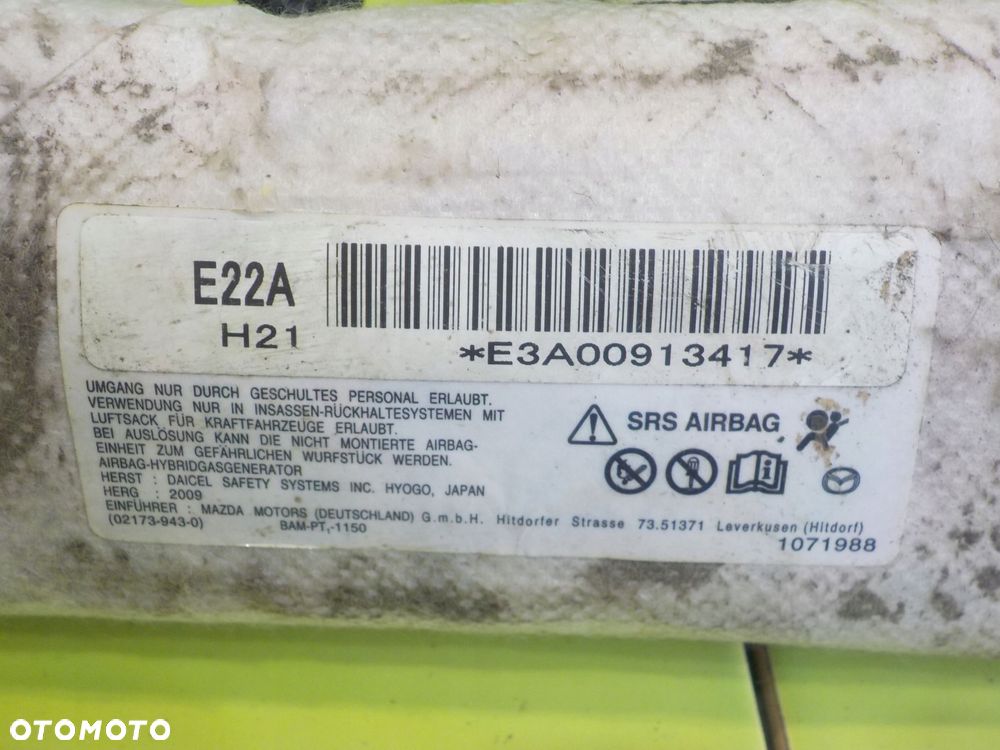 E22A
H21
*E3A00913417*
UMGANG NUR DURCH GESCHULTES PERSONAL ERLAUBT.
VERWENDUNG NUR IN INSASSEN-RÜCKHALTESYSTEMEN MIT
LUFTSACK FÜR KRAFTFAHRZEUGE ERLAUBT.
BEI AUSLÖSUNG KANN DIE NICHT MONTIERTE AIRBAG-
EINHEIT ZUM GEFÄHRLICHEN WURFSTÜCK WERDEN.
AIRBAG-HYBRIDGASGENERATOR
HERST : DAICEL SAFETY SYSTEMS INC. HYOGO, JAPAN
HERG : 2009
EINFÜHRER : MAZDA MOTORS (DEUTSCHLAND) G.m.b.H. Hitdorfer Strasse 73.51371 Leverkusen (Hitdorf)
(02173-943-0) BAM-PT,-1150
SRS AIRBAG
1071988
OTOMOTO